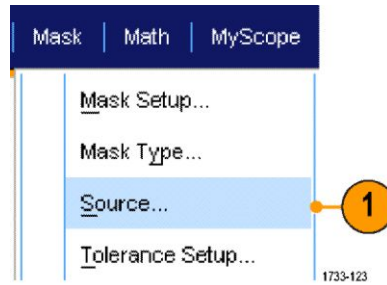 Mask | Math | MyScope
Mask Setup...
Mask Type...
Source...
1
Tolerance Setup...
1733-123